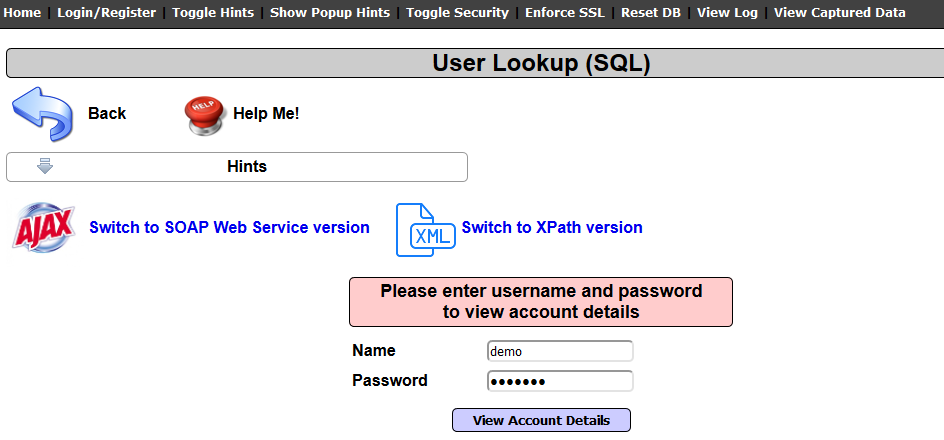 Home | Login/Register | Toggle Hints | Show Popup Hints | Toggle Security | Enforce SSL | Reset DB | View Log | View Captured Data
User Lookup (SQL)
Back
HELP
Help Me!
Hints
AJAX
Switch to SOAP Web Service version
XML
Switch to XPath version
Please enter username and password
to view account details
Name
demo
Password
•••••••
View Account Details